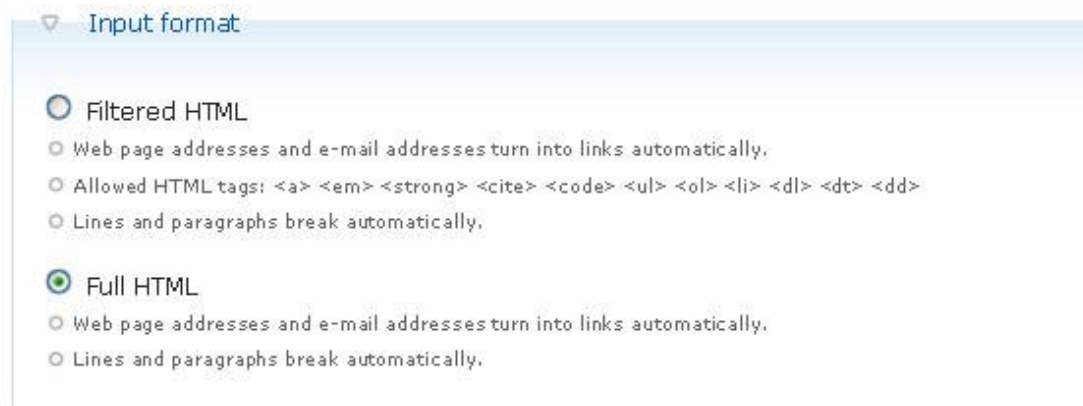 Input format
Filtered HTML
Web page addresses and e-mail addresses turn into links automatically.
Allowed HTML tags: <a> <em> <strong> <cite> <code> <ul> <ol> <li> <dl> <dt> <dd>
Lines and paragraphs break automatically.
Full HTML
Web page addresses and e-mail addresses turn into links automatically.
Lines and paragraphs break automatically.